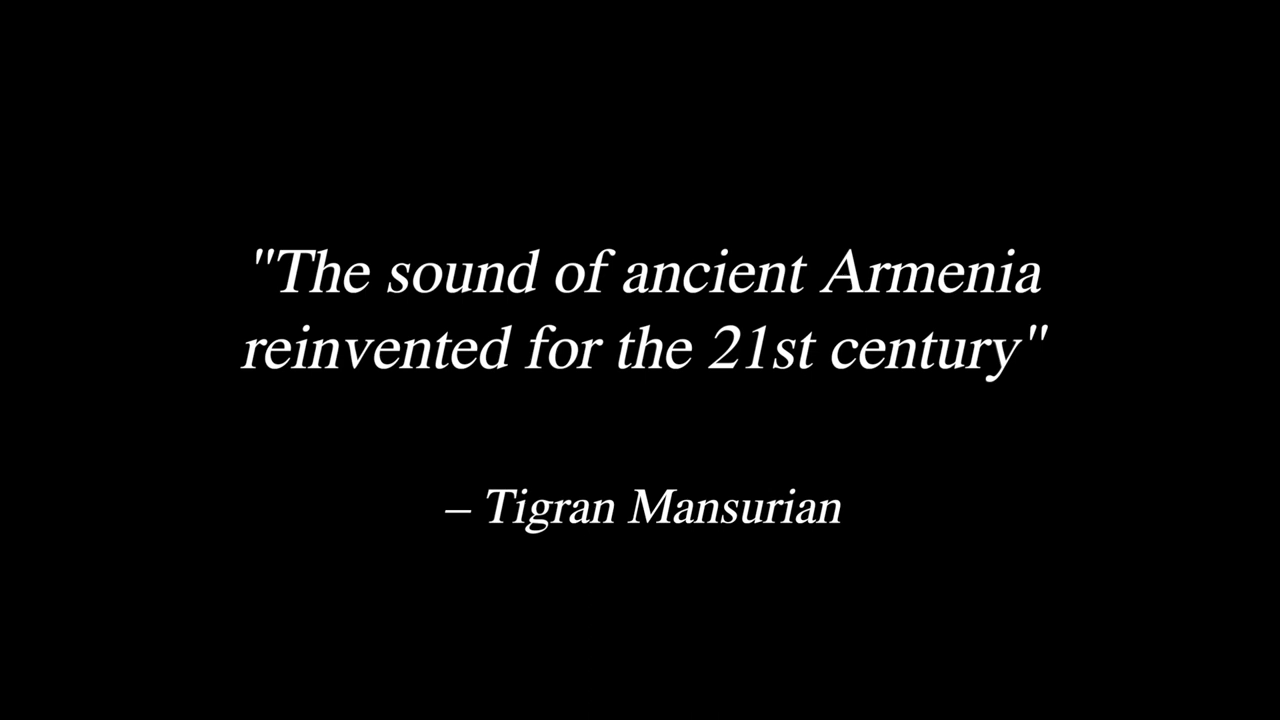 "The sound of ancient Armenia
reinvented for the 21st century"
– Tigran Mansurian